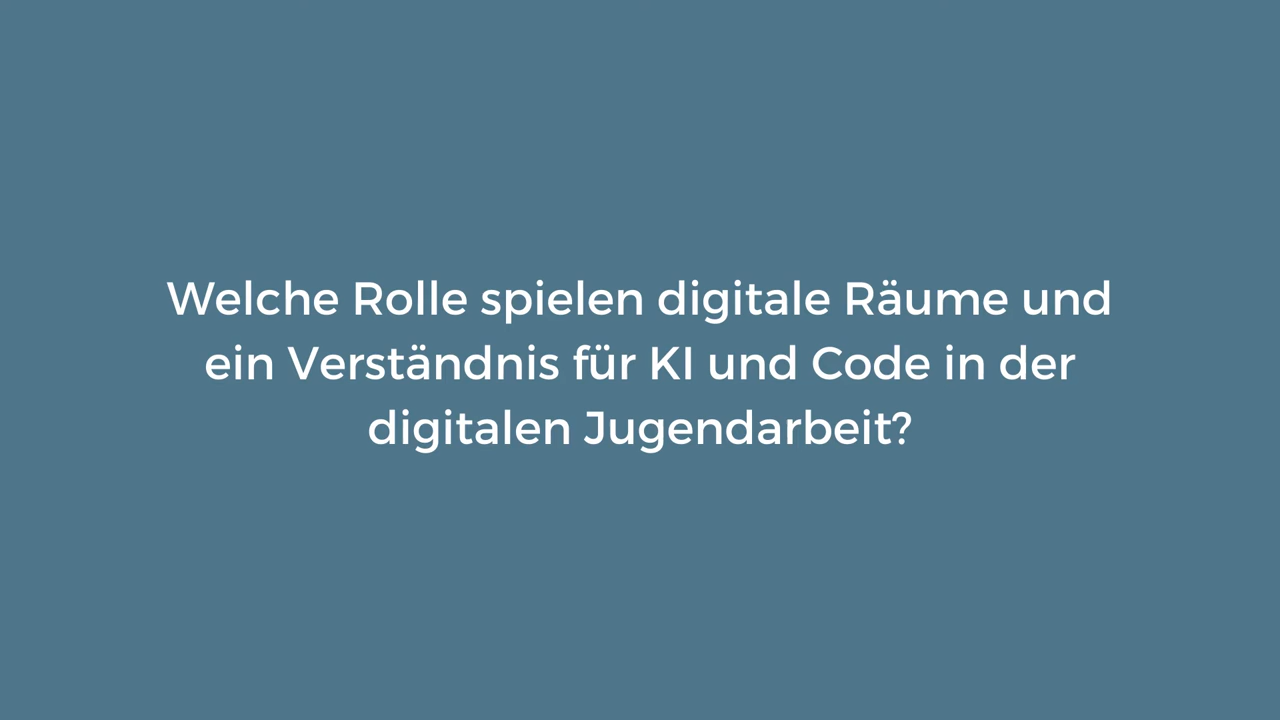 Welche Rolle spielen digitale Räume und
ein Verständnis für KI und Code in der
digitalen Jugendarbeit?